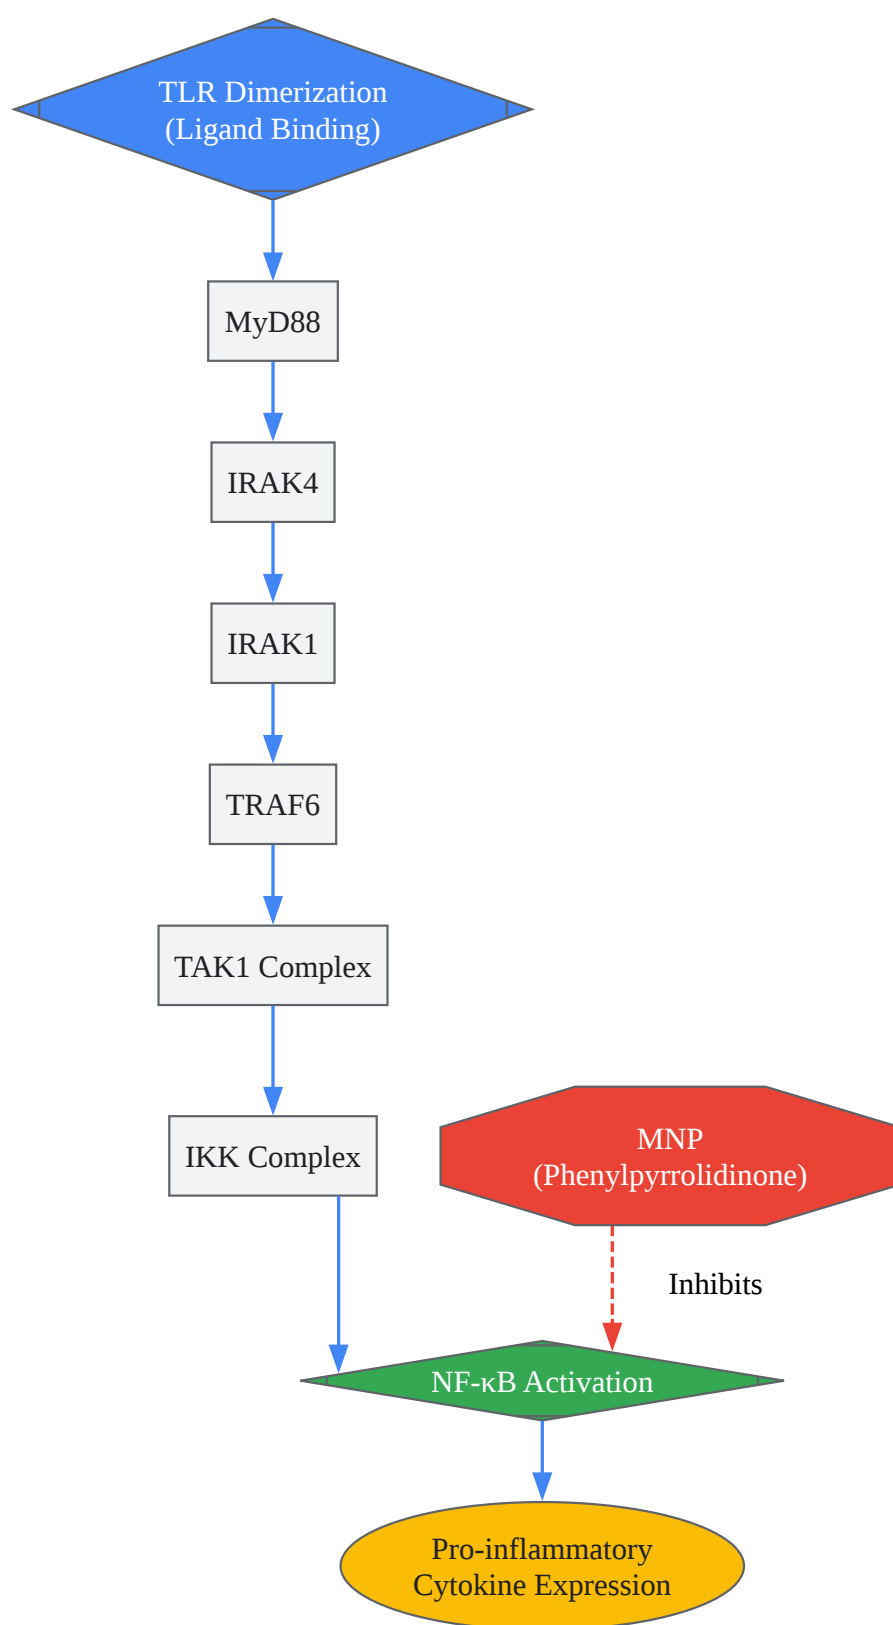 TLR Dimerization
(Ligand Binding)
MyD88
IRAK4
IRAK1
TRAF6
TAK1 Complex
IKK Complex
MNP
(Phenylpyrrolidinone)
Inhibits
NF-κB Activation
Pro-inflammatory
Cytokine Expression